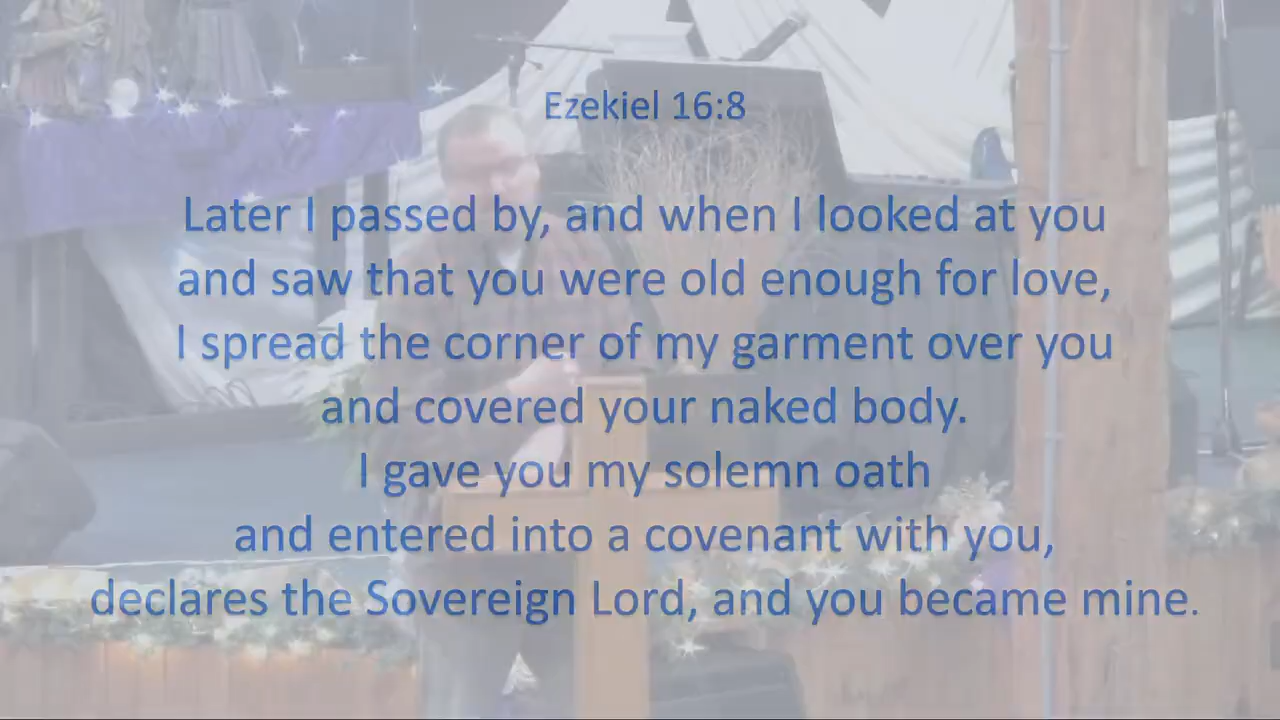 Ezekiel 16:8
Later I passed by, and when I looked at you
and saw that you were old enough for love,
I spread the corner of my garment over you
and covered your naked body.
I gave you my solemn oath
and entered into a covenant with you,
declares the Sovereign Lord, and you became mine.